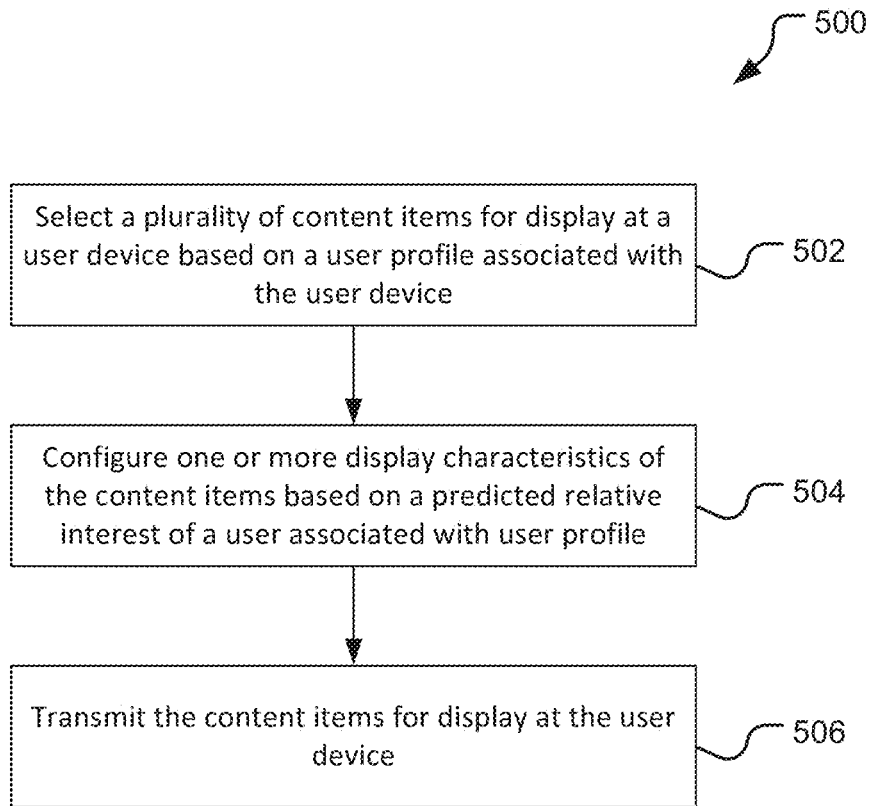 500
Select a plurality of content items for display at a
user device based on a user profile associated with
the user device
502
Configure one or more display characteristics of
the content items based on a predicted relative
interest of a user associated with user profile
504
Transmit the content items for display at the user
device
506